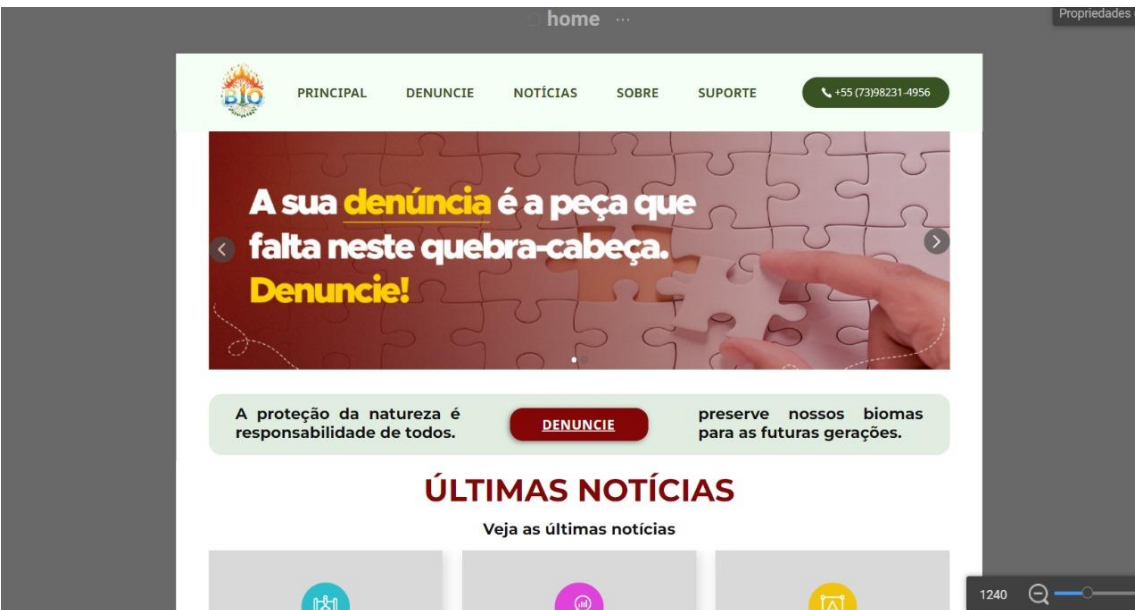 home ...
Propriedades
BIO
PRINCIPAL DENUNCIE NOTÍCIAS SOBRE SUPORTE +55 (73)98231-4956
A sua denúncia é a peça que
falta neste quebra-cabeça.
Denuncie!
A proteção da natureza é
responsabilidade de todos.
DENUNCIE
preserve nossos biomas
para as futuras gerações.
ÚLTIMAS NOTÍCIAS
Veja as últimas notícias
1240